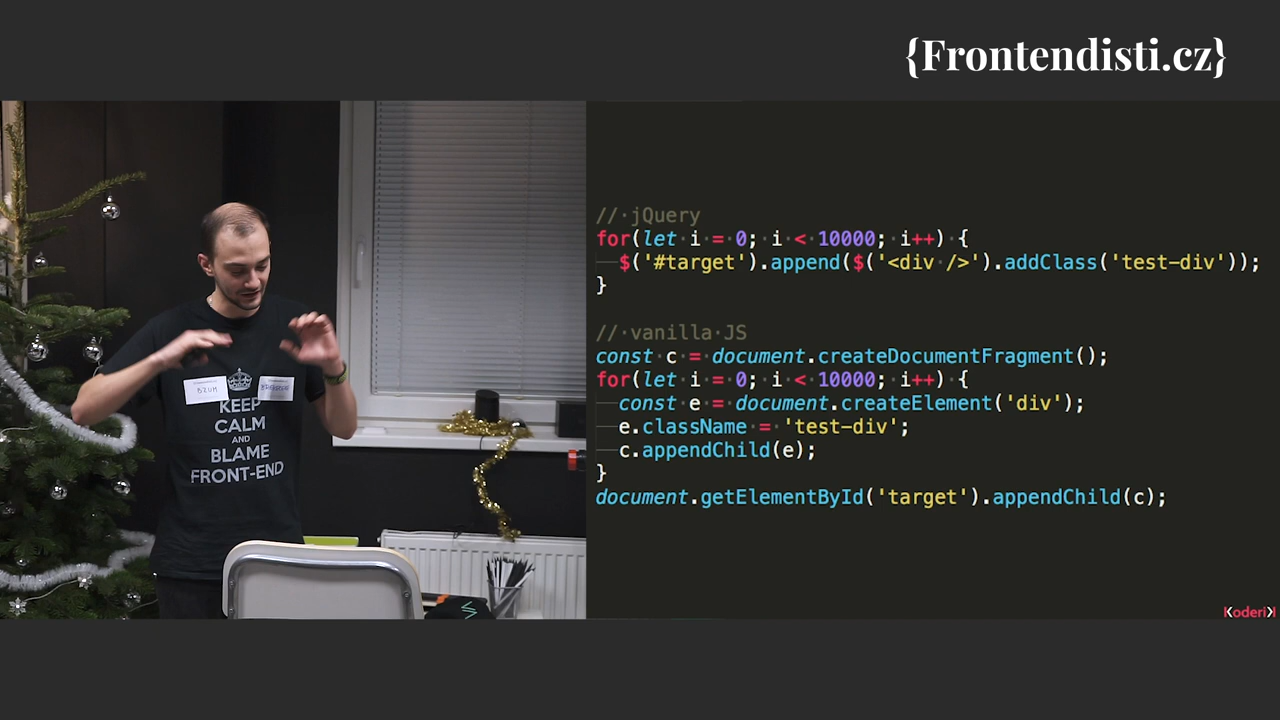 {Frontendisti.cz}
BZUM
KEEP
CALM
AND
BLAME
FRONT-END
// jQuery
for(let i = 0; i < 10000; i++) {
  $('#target').append($('<div />').addClass('test-div'));
}
// vanilla JS
const c = document.createDocumentFragment();
for(let i = 0; i < 10000; i++) {
  const e = document.createElement('div');
  e.className = 'test-div';
  c.appendChild(e);
}
document.getElementById('target').appendChild(c);
Koderi